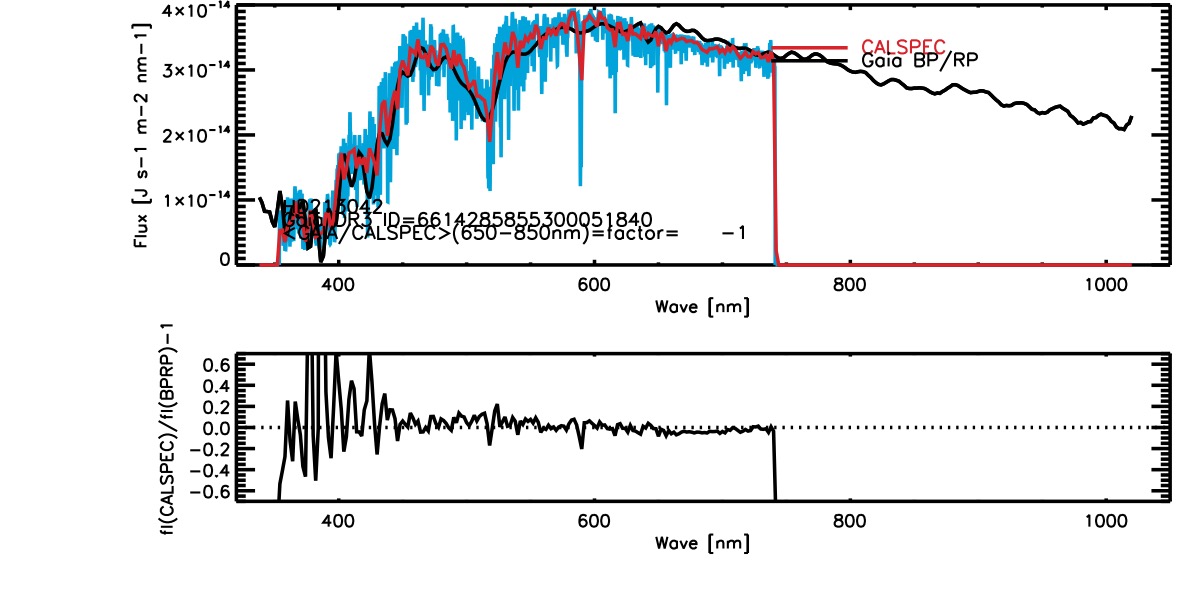 4×10⁻¹⁴
3×10⁻¹⁴
2×10⁻¹⁴
1×10⁻¹⁴
0
Flux [J s−1 m−2 nm−1]
CALSPEC
Gaia BP/RP
HD213042
Gaia DR3 ID=6614285855300051840
<GAIA/CALSPEC>(650−850nm)=factor= −1
400 600 800 1000
Wave [nm]
fl(CALSPEC)/fl(BPRP)−1
0.6
0.4
0.2
0.0
−0.2
−0.4
−0.6
400 600 800 1000
Wave [nm]